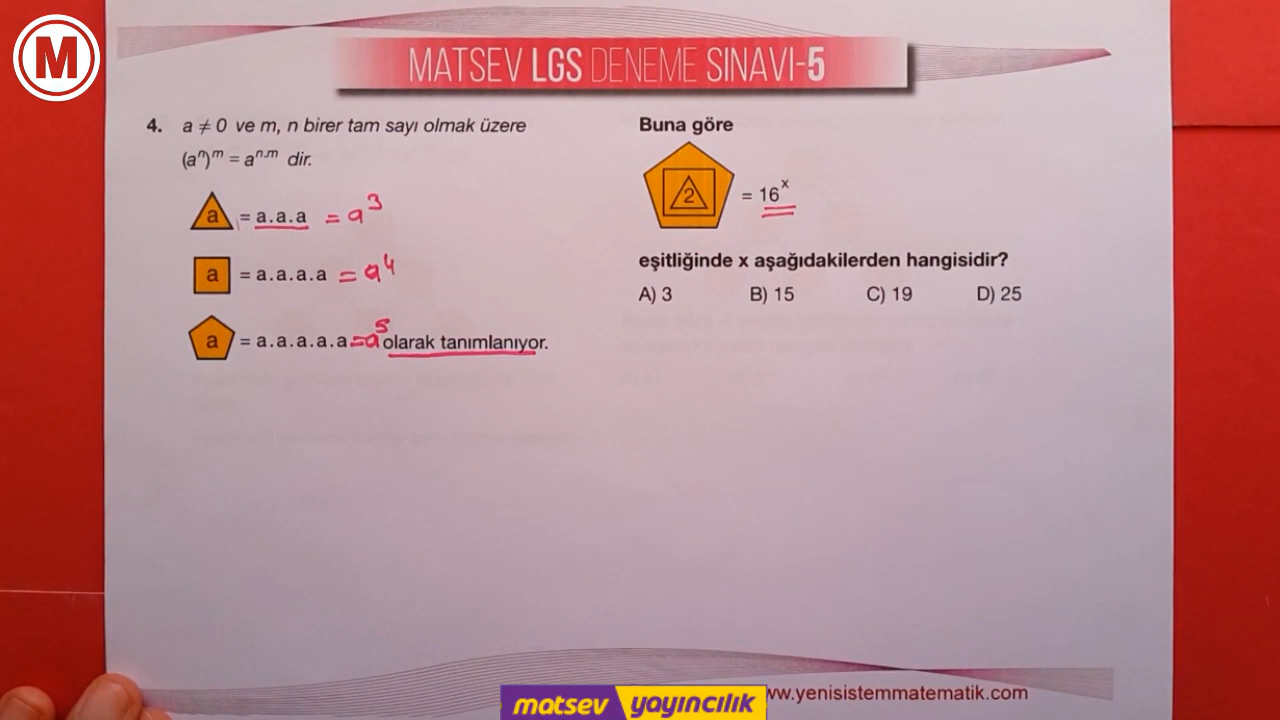 M
MATSEV LGS DENEME SINAVI-5
4. a ≠ 0 ve m, n birer tam sayı olmak üzere
(aⁿ)ᵐ = aⁿ·ᵐ dir.
a = a.a.a = a³
a = a.a.a.a = a⁴
a = a.a.a.a.a = a⁵ olarak tanımlanıyor.
Buna göre
2 = 16ˣ
eşitliğinde x aşağıdakilerden hangisidir?
A) 3 B) 15 C) 19 D) 25
www.yenisistemmatematik.com
matsev yayıncılık